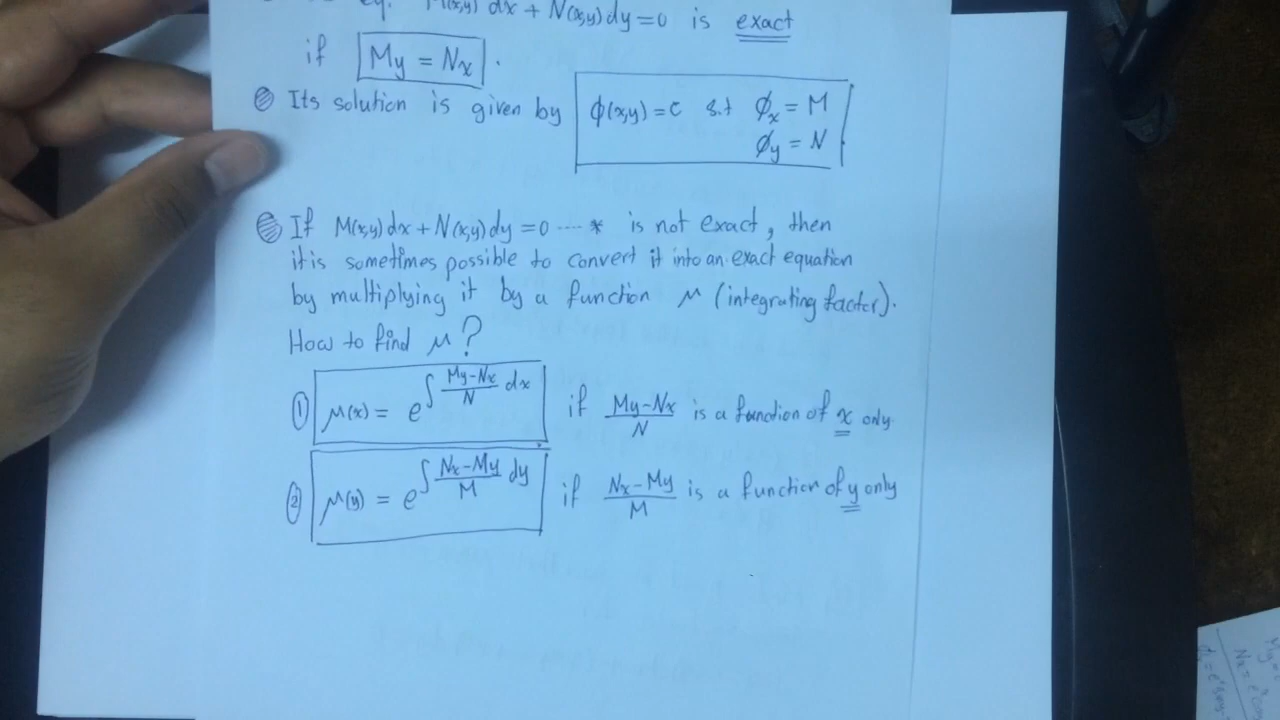 eq. M(x,y) dx + N(x,y) dy = 0 is exact
if My = Nx .
Its solution is given by ϕ(x,y) = c s.t ϕx = M
ϕy = N
If M(x,y) dx + N(x,y) dy = 0 ---- * is not exact, then
it is sometimes possible to convert it into an exact equation
by multiplying it by a function μ (integrating factor).
How to find μ?
① μ(x) = e^∫ (My-Nx)/N dx if (My-Nx)/N is a function of x only.
② μ(y) = e^∫ (Nx-My)/M dy if (Nx-My)/M is a function of y only